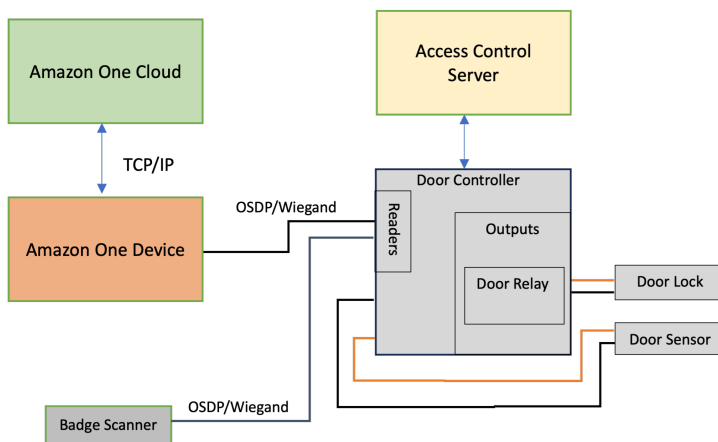 Amazon One Cloud
Access Control
Server
TCP/IP
Door Controller
OSDP/Wiegand
Readers
Outputs
Amazon One Device
Door Relay
Door Lock
Door Sensor
OSDP/Wiegand
Badge Scanner